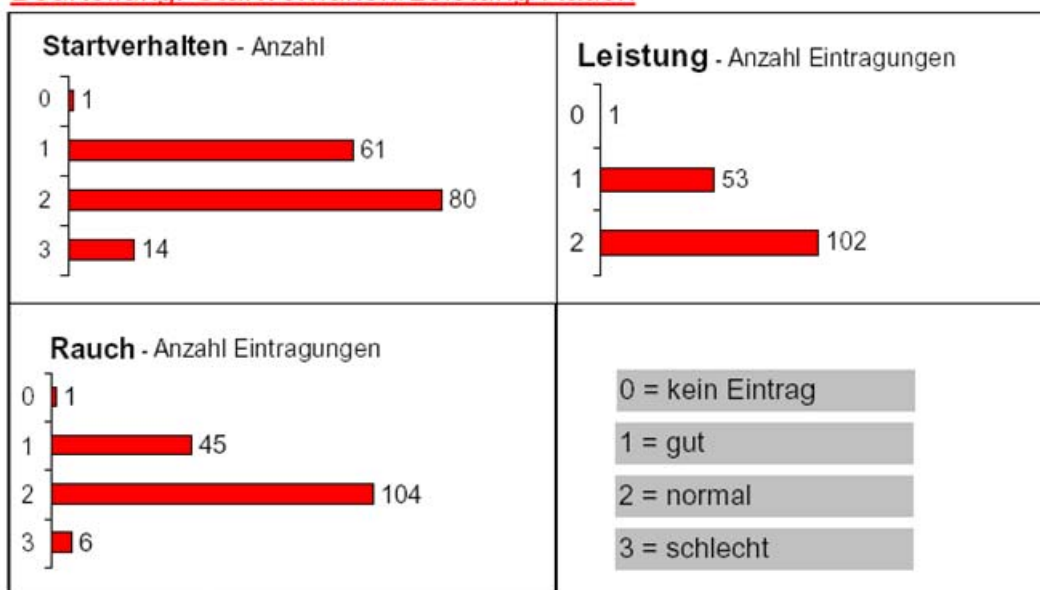 Startverhalten - Anzahl
0 1
1 61
2 80
3 14
Leistung - Anzahl Eintragungen
0 1
1 53
2 102
Rauch - Anzahl Eintragungen
0 1
1 45
2 104
3 6
0 = kein Eintrag
1 = gut
2 = normal
3 = schlecht